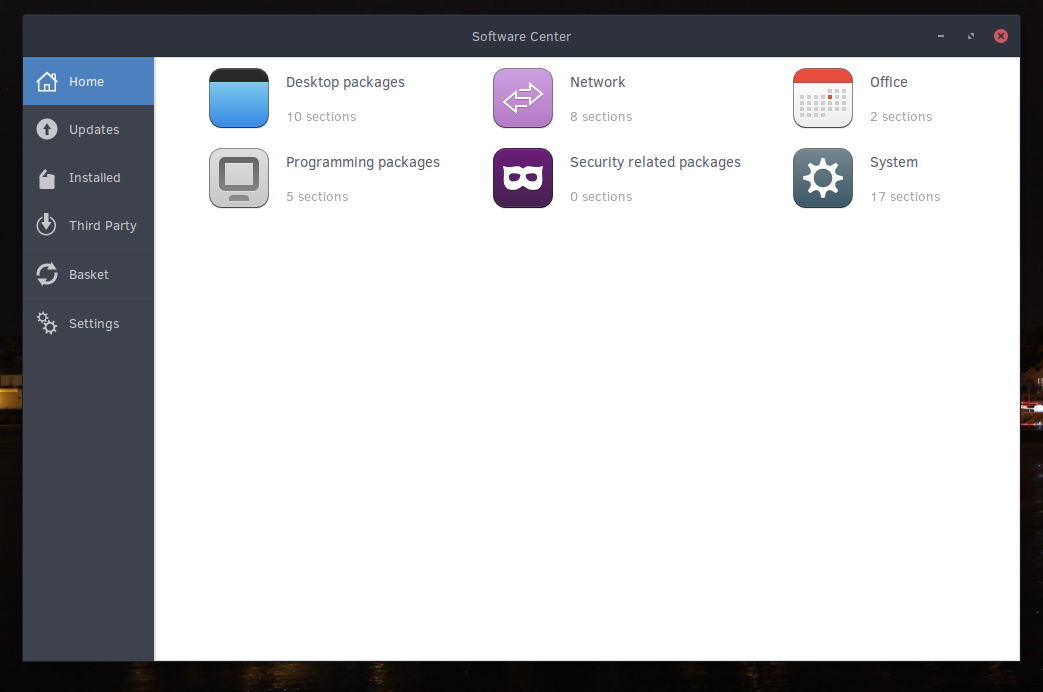 Software Center
Home
Updates
Installed
Third Party
Basket
Settings
Desktop packages
10 sections
Network
8 sections
Office
2 sections
Programming packages
5 sections
Security related packages
0 sections
System
17 sections